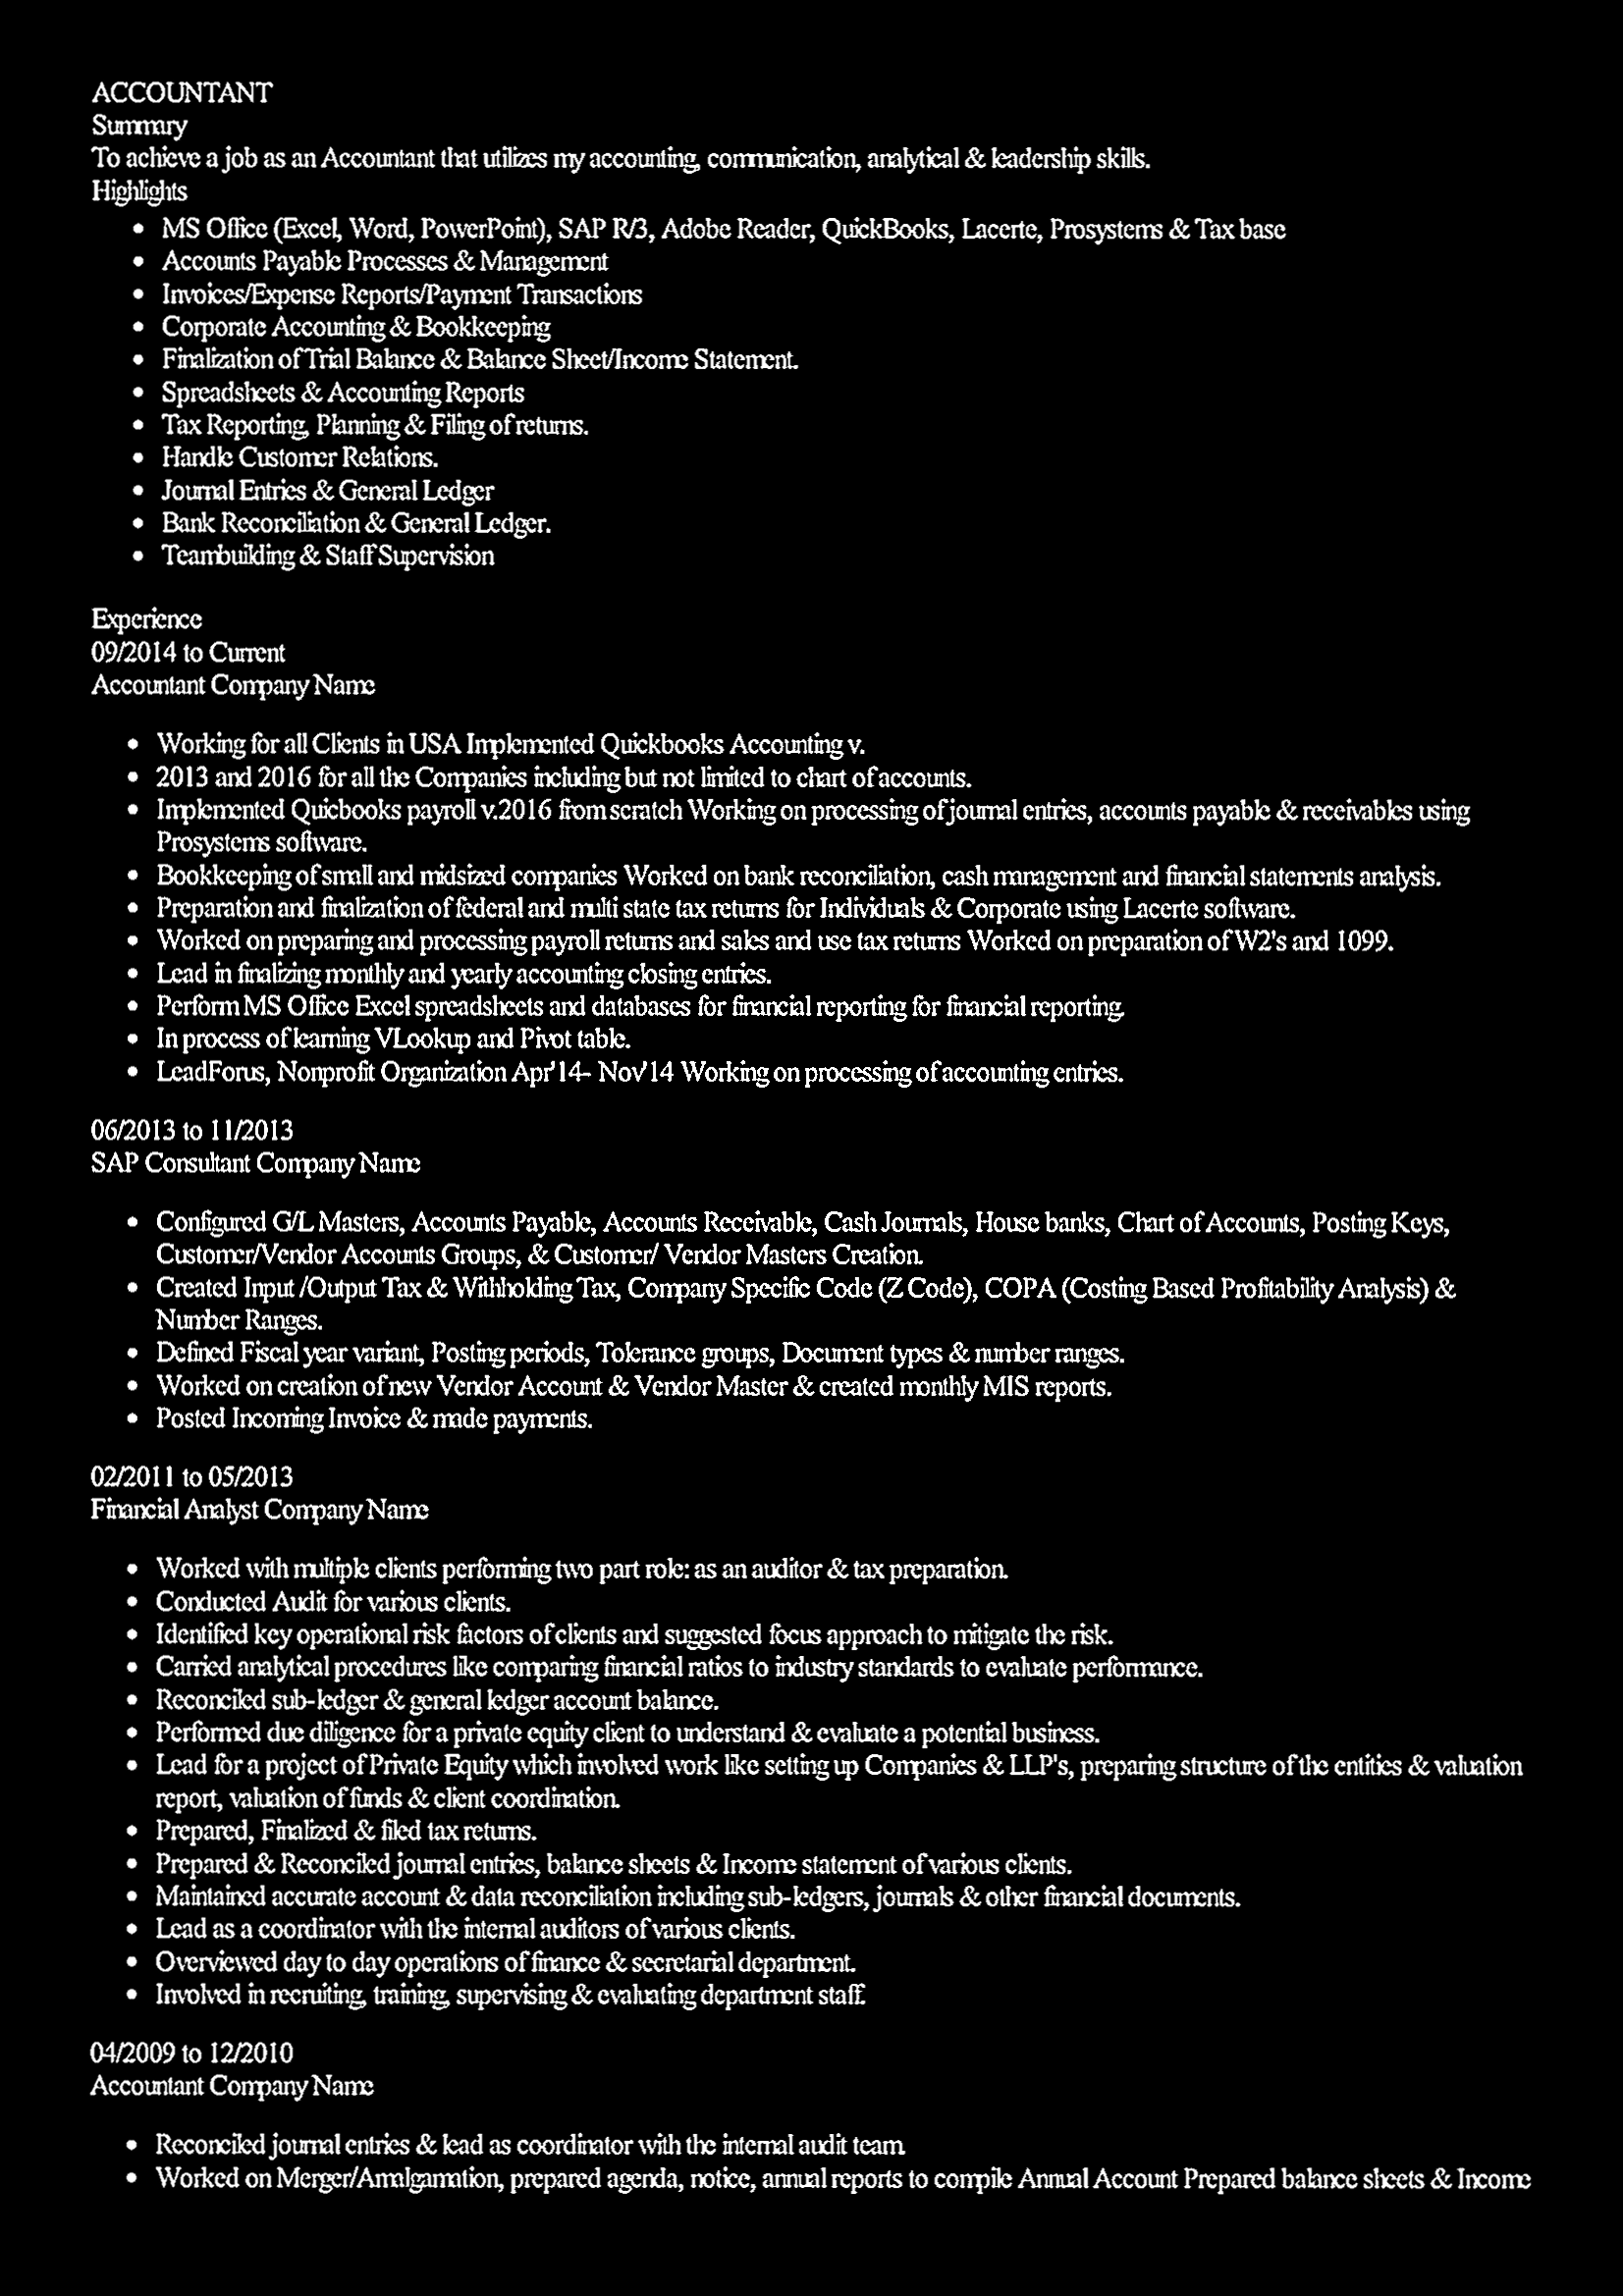 ACCOUNTANT
Summary
To achieve a job as an Accountant that utilizes my accounting, communication, analytical & leadership skills.
Highlights
• MS Office (Excel, Word, PowerPoint), SAP R/3, Adobe Reader, QuickBooks, Lacerte, Prosystems & Tax base
• Accounts Payable Processes & Management
• Invoices/Expense Reports/Payment Transactions
• Corporate Accounting & Bookkeeping
• Finalization of Trial Balance & Balance Sheet/Income Statement.
• Spreadsheets & Accounting Reports
• Tax Reporting, Planning & Filing of returns.
• Handle Customer Relations.
• Journal Entries & General Ledger
• Bank Reconciliation & General Ledger.
• Teambuilding & Staff Supervision
Experience
09/2014 to Current
Accountant Company Name
• Working for all Clients in USA Implemented Quickbooks Accounting v.
• 2013 and 2016 for all the Companies including but not limited to chart of accounts.
• Implemented Quicbooks payroll v.2016 from scratch Working on processing of journal entries, accounts payable & receivables using
Prosystems software.
• Bookkeeping of small and midsized companies Worked on bank reconciliation, cash management and financial statements analysis.
• Preparation and finalization of federal and multi state tax returns for Individuals & Corporate using Lacerte software.
• Worked on preparing and processing payroll returns and sales and use tax returns Worked on preparation of W2's and 1099.
• Lead in finalizing monthly and yearly accounting closing entries.
• Perform MS Office Excel spreadsheets and databases for financial reporting for financial reporting.
• In process of learning VLookup and Pivot table.
• LeadForus, Nonprofit Organization Apr'14- Nov'14 Working on processing of accounting entries.
06/2013 to 11/2013
SAP Consultant Company Name
• Configured G/L Masters, Accounts Payable, Accounts Receivable, Cash Journals, House banks, Chart of Accounts, Posting Keys,
Customer/Vendor Accounts Groups, & Customer/ Vendor Masters Creation.
• Created Input /Output Tax & Withholding Tax, Company Specific Code (Z Code), COPA (Costing Based Profitability Analysis) &
Number Ranges.
• Defined Fiscal year variant, Posting periods, Tolerance groups, Document types & number ranges.
• Worked on creation of new Vendor Account & Vendor Master & created monthly MIS reports.
• Posted Incoming Invoice & made payments.
02/2011 to 05/2013
Financial Analyst Company Name
• Worked with multiple clients performing two part role: as an auditor & tax preparation.
• Conducted Audit for various clients.
• Identified key operational risk factors of clients and suggested focus approach to mitigate the risk.
• Carried analytical procedures like comparing financial ratios to industry standards to evaluate performance.
• Reconciled sub-ledger & general ledger account balance.
• Performed due diligence for a private equity client to understand & evaluate a potential business.
• Lead for a project of Private Equity which involved work like setting up Companies & LLP's, preparing structure of the entities & valuation
report, valuation of funds & client coordination.
• Prepared, Finalized & filed tax returns.
• Prepared & Reconciled journal entries, balance sheets & Income statement of various clients.
• Maintained accurate account & data reconciliation including sub-ledgers, journals & other financial documents.
• Lead as a coordinator with the internal auditors of various clients.
• Overviewed day to day operations of finance & secretarial department.
• Involved in recruiting, training, supervising & evaluating department staff.
04/2009 to 12/2010
Accountant Company Name
• Reconciled journal entries & lead as coordinator with the internal audit team.
• Worked on Merger/Amalgamation, prepared agenda, notice, annual reports to compile Annual Account Prepared balance sheets & Income